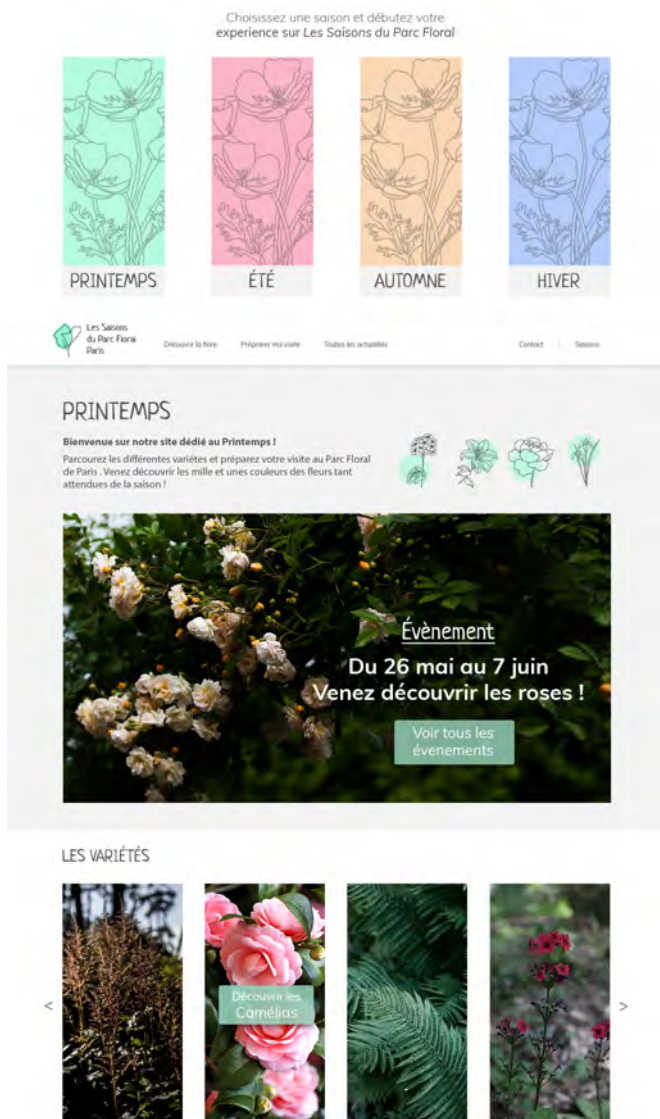 Choisissez une saison et débutez votre
experience sur Les Saisons du Parc Floral
PRINTEMPS
ÉTÉ
AUTOMNE
HIVER
Les Saisons
du Parc Floral
Paris
Découvrir la flore
Préparer ma visite
Toutes les actualités
Contact
Saisons
PRINTEMPS
Bienvenue sur notre site dédié au Printemps !
Parcourez les différentes variétes et préparez votre visite au Parc Floral
de Paris . Venez découvrir les mille et unes couleurs des fleurs tant
attendues de la saison !
Évènement
Du 26 mai au 7 juin
Venez découvrir les roses !
Voir tous les
évenements
LES VARIÉTÉS
<
Découvrir les
Camélias
>